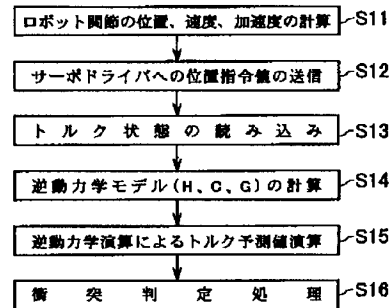 ロボット関節の位置、速度、加速度の計算 S11
サーボドライバへの位置指令値の送信 S12
トルク状態の読み込み S13
逆動力学モデル(H、C、G)の計算 S14
逆動力学演算によるトルク予測値演算 S15
衝突判定処理 S16